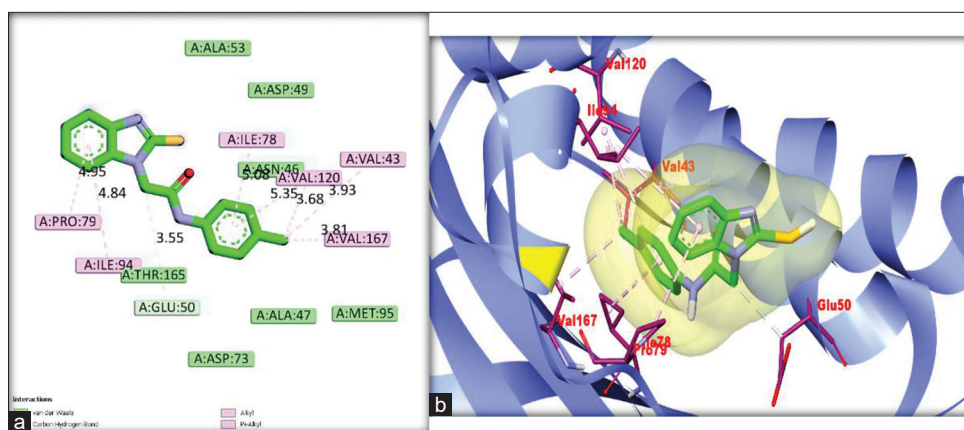 A:ALA:53
A:ASP:49
A:ILE:78
A:ASN:46
A:VAL:43
5.08
A:VAL:120
4.95
5.35
3.93
4.84
3.68
A:PRO:79
3.55
3.81
A:VAL:167
A:ILE:94
A:THR:165
A:GLU:50
A:ALA:47
A:MET:95
A:ASP:73
Interactions
van der Waals
Alkyl
Carbon Hydrogen Bond
Pi-Alkyl
a
Val120
Ile94
Val43
Glu50
Val167
Pro79
b